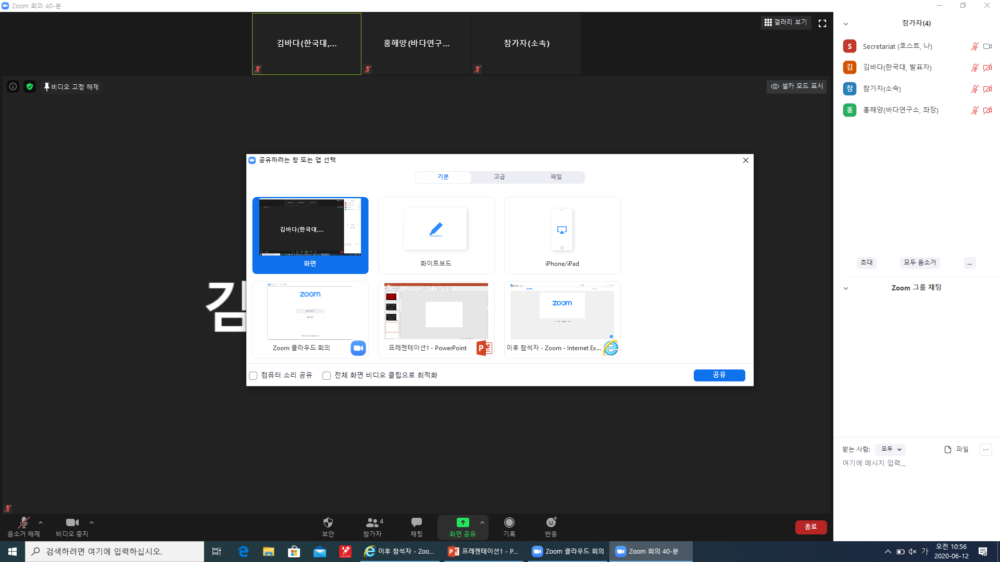 Zoom 회의 40-분
김바다(한국대,...
홍해양(바다연구...
참가자(소속)
갤러리 보기
비디오 고정 해제
셀카 모드 표시
참가자(4)
S Secretariat (호스트, 나)
김 김바다(한국대, 발표자)
참 참가자(소속)
홍 홍해양(바다연구소, 좌장)
초대
모두 음소거
...
Zoom 그룹 채팅
받는 사람: 모두
파일
여기에 메시지 입력...
김
공유하려는 창 또는 앱 선택
기본
고급
파일
김바다(한국대,...
화면
화이트보드
iPhone/iPad
zoom
Zoom 클라우드 회의
프레젠테이션1 - PowerPoint
zoom
이후 참석자 - Zoom - Internet Ex...
컴퓨터 소리 공유
전체 화면 비디오 클립으로 최적화
공유
음소거 해제
비디오 중지
보안
4
참가자
채팅
화면 공유
기록
반응
종료
검색하려면 여기에 입력하십시오.
이후 참석자 - Zoo...
프레젠테이션1 - P...
Zoom 클라우드 회의
Zoom 회의 40-분
가
오전 10:56
2020-06-12